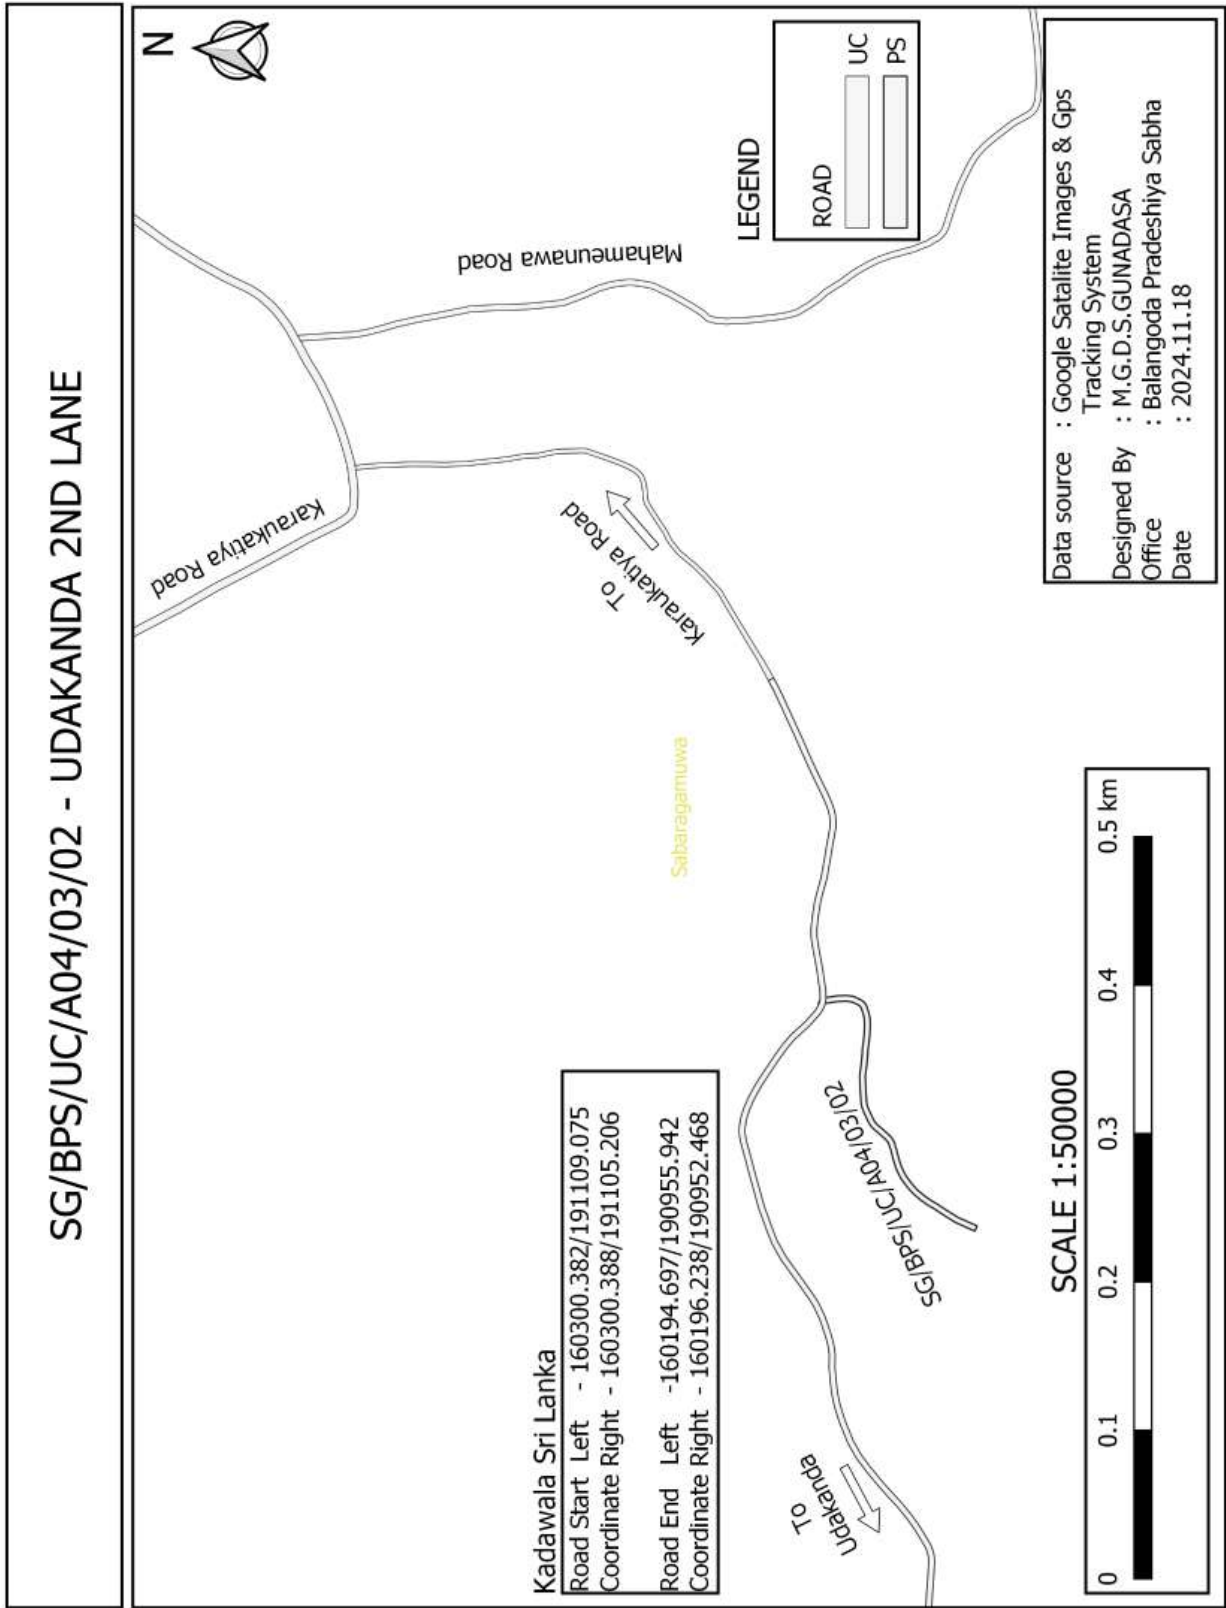 SG/BPS/UC/A04/03/02 - UDAKANDA 2ND LANE
N
Karaukatiya Road
Mahameunawa Road
To
Karaukatiya Road
LEGEND
ROAD
UC
PS
Sabaragamuwa
Kadawala Sri Lanka
Road Start Left - 160300.382/191109.075
Coordinate Right - 160300.388/191105.206
Road End Left -160194.697/190955.942
Coordinate Right - 160196.238/190952.468
To
Udakanda
SG/BPS/UC/A04/03/02
SCALE 1:50000
0 0.1 0.2 0.3 0.4 0.5 km
Data source : Google Satalite Images & Gps
Tracking System
Designed By : M.G.D.S.GUNADASA
Office : Balangoda Pradeshiya Sabha
Date : 2024.11.18